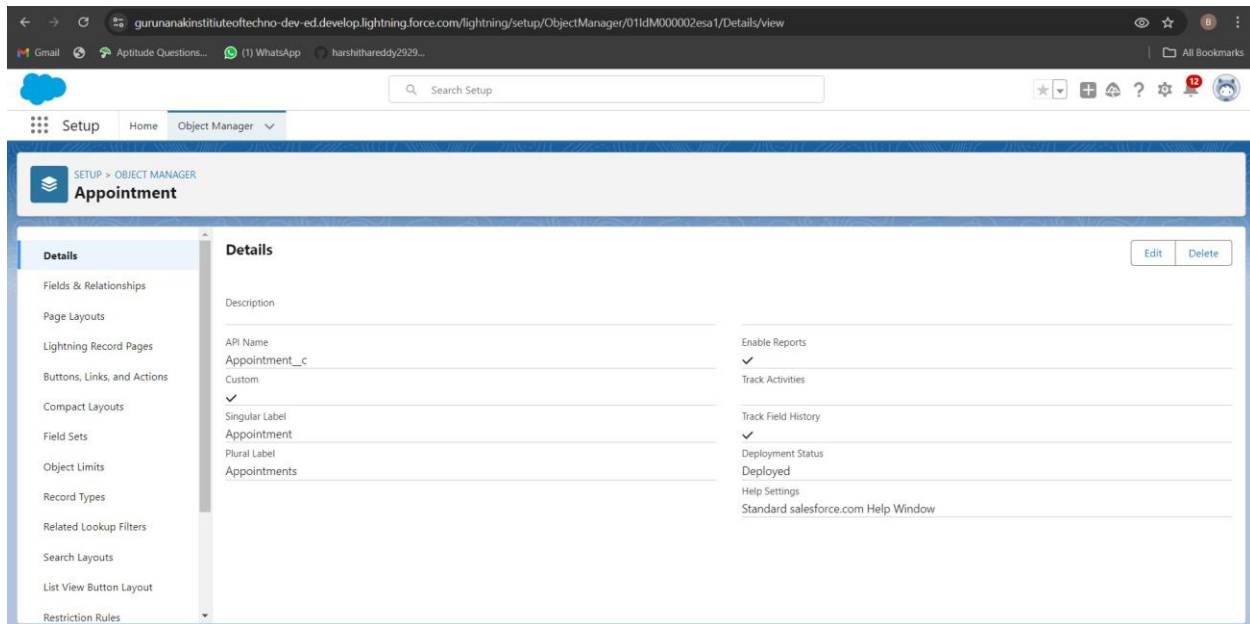 gurunanakinstitiuteoftechno-dev-ed.develop.lightning.force.com/lightning/setup/ObjectManager/01IdM000002esa1/Details/view
B
Gmail Aptitude Questions... (1) WhatsApp harshithareddy2929... All Bookmarks
Search Setup
12
Setup Home Object Manager
SETUP > OBJECT MANAGER
Appointment
Details
Fields & Relationships
Page Layouts
Lightning Record Pages
Buttons, Links, and Actions
Compact Layouts
Field Sets
Object Limits
Record Types
Related Lookup Filters
Search Layouts
List View Button Layout
Restriction Rules
Details
Edit Delete
Description
API Name
Appointment__c
Custom
Singular Label
Appointment
Plural Label
Appointments
Enable Reports
Track Activities
Track Field History
Deployment Status
Deployed
Help Settings
Standard salesforce.com Help Window